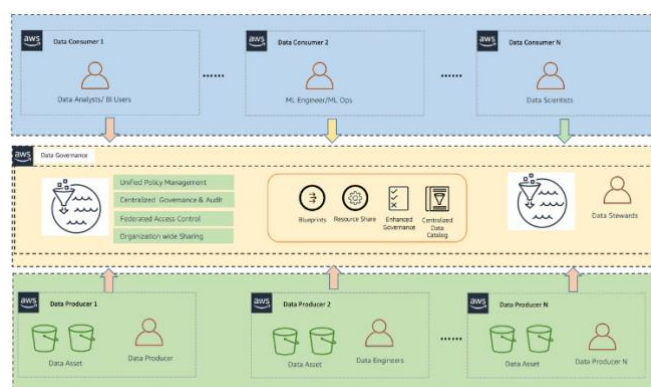 aws
Data Consumer 1
Data Analysts/ BI Users
aws
Data Consumer 2
ML Engineer/ML Ops
aws
Data Consumer N
Data Scientists
aws
Data Governance
Unified Policy Management
Centralized Governance & Audit
Federated Access Control
Organization wide Sharing
Blueprints
Resource Share
Enhanced
Governance
Centralized
Data
Catalog
Data Stewards
aws
Data Producer 1
Data Asset
Data Producer
aws
Data Producer 2
Data Asset
Data Engineers
aws
Data Producer N
Data Asset
Data Producer N